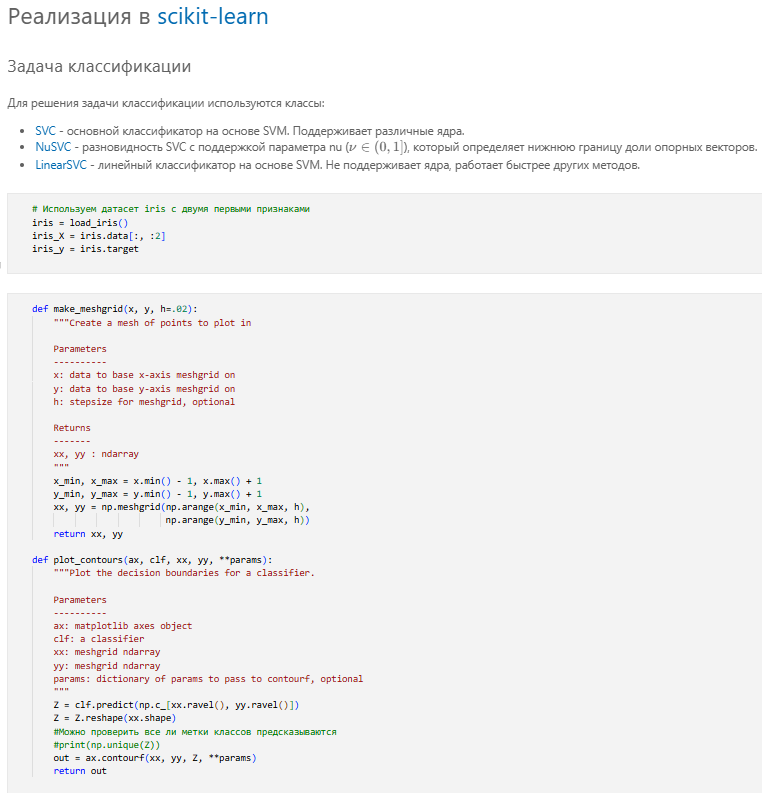 Реализация в scikit-learn
Задача классификации
Для решения задачи классификации используются классы:
• SVC - основной классификатор на основе SVM. Поддерживает различные ядра.
• NuSVC - разновидность SVC с поддержкой параметра nu (ν ∈ (0, 1]), который определяет нижнюю границу доли опорных векторов.
• LinearSVC - линейный классификатор на основе SVM. Не поддерживает ядра, работает быстрее других методов.
# Используем датасет iris с двумя первыми признаками
iris = load_iris()
iris_X = iris.data[:, :2]
iris_y = iris.target
def make_meshgrid(x, y, h=.02):
    """Create a mesh of points to plot in
    Parameters
    ----------
    x: data to base x-axis meshgrid on
    y: data to base y-axis meshgrid on
    h: stepsize for meshgrid, optional
    Returns
    -------
    xx, yy : ndarray
    """
    x_min, x_max = x.min() - 1, x.max() + 1
    y_min, y_max = y.min() - 1, y.max() + 1
    xx, yy = np.meshgrid(np.arange(x_min, x_max, h),
                         np.arange(y_min, y_max, h))
    return xx, yy
def plot_contours(ax, clf, xx, yy, **params):
    """Plot the decision boundaries for a classifier.
    Parameters
    ----------
    ax: matplotlib axes object
    clf: a classifier
    xx: meshgrid ndarray
    yy: meshgrid ndarray
    params: dictionary of params to pass to contourf, optional
    """
    Z = clf.predict(np.c_[xx.ravel(), yy.ravel()])
    Z = Z.reshape(xx.shape)
    #Можно проверить все ли метки классов предсказываются
    #print(np.unique(Z))
    out = ax.contourf(xx, yy, Z, **params)
    return out